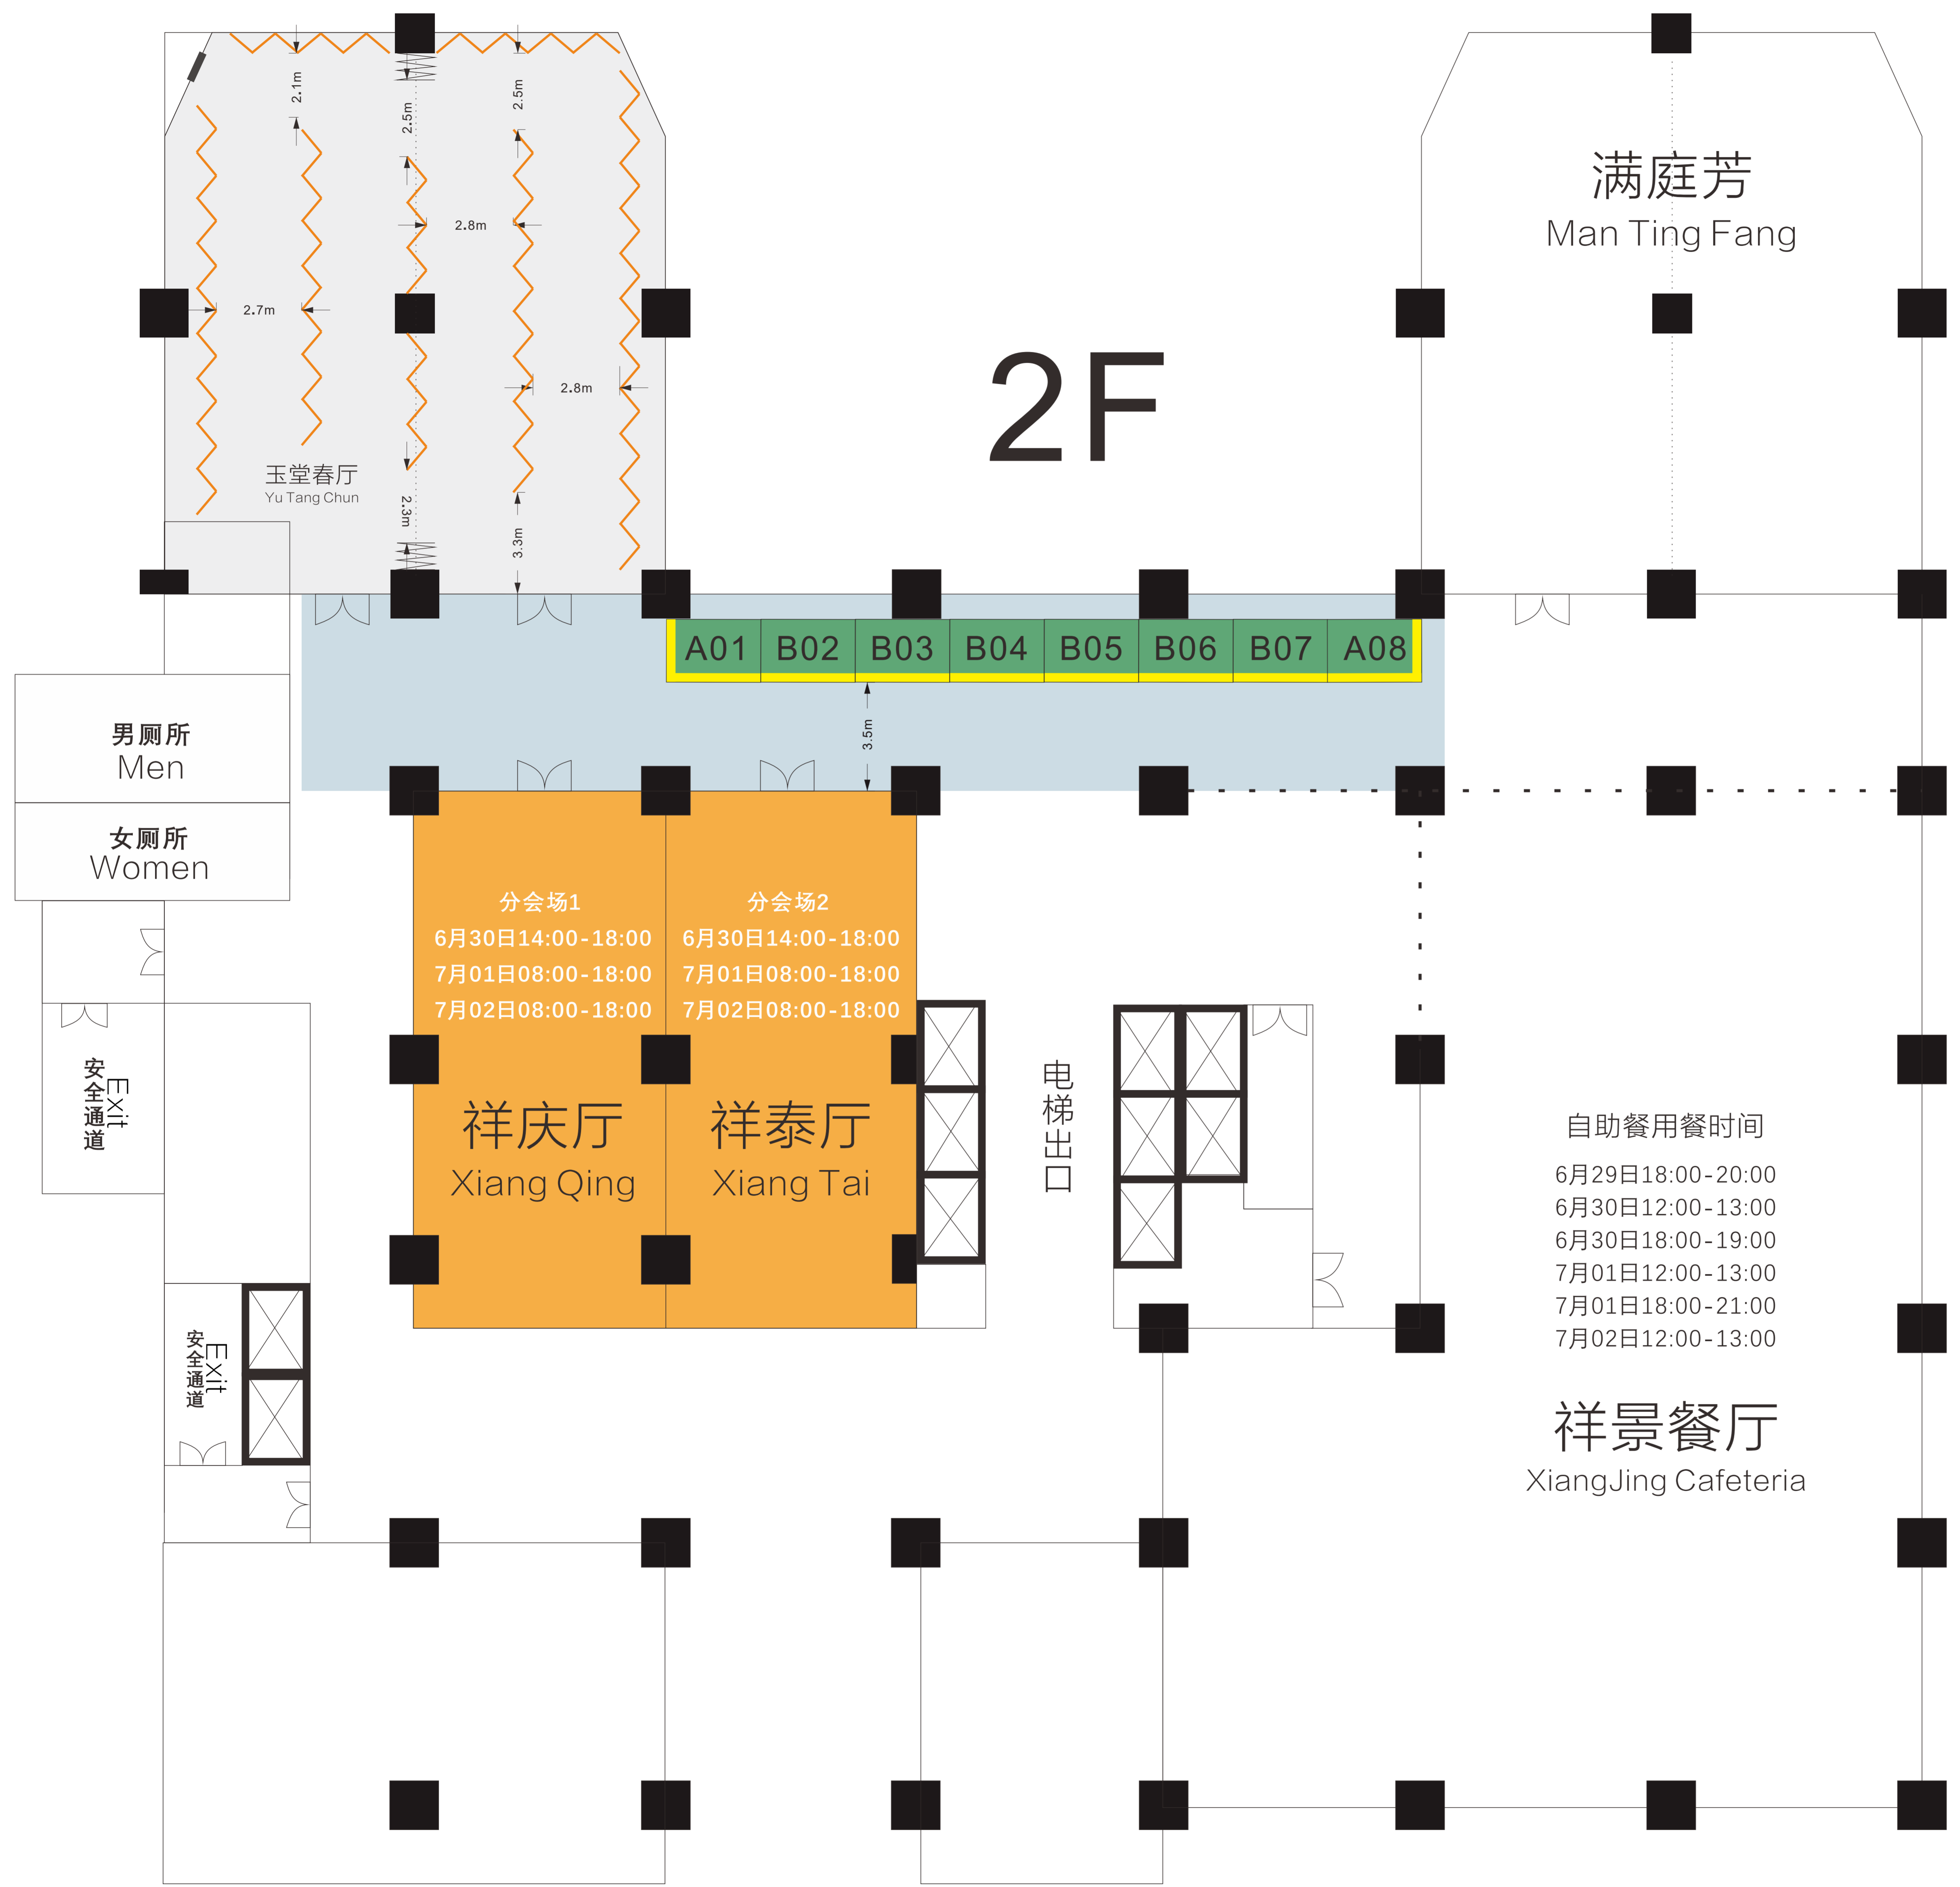 2.1m
2.5m
2.5m
2.8m
2.7m
2.8m
玉堂春厅
Yu Tang Chun
2.3m
3.3m
满庭芳
Man Ting Fang
2F
A01
B02
B03
B04
B05
B06
B07
A08
3.5m
男厕所
Men
女厕所
Women
安全通道
Exit
安全通道
Exit
分会场1
6月30日14:00-18:00
7月01日08:00-18:00
7月02日08:00-18:00
祥庆厅
Xiang Qing
分会场2
6月30日14:00-18:00
7月01日08:00-18:00
7月02日08:00-18:00
祥泰厅
Xiang Tai
电梯出口
自助餐用餐时间
6月29日18:00-20:00
6月30日12:00-13:00
6月30日18:00-19:00
7月01日12:00-13:00
7月01日18:00-21:00
7月02日12:00-13:00
祥景餐厅
XiangJing Cafeteria